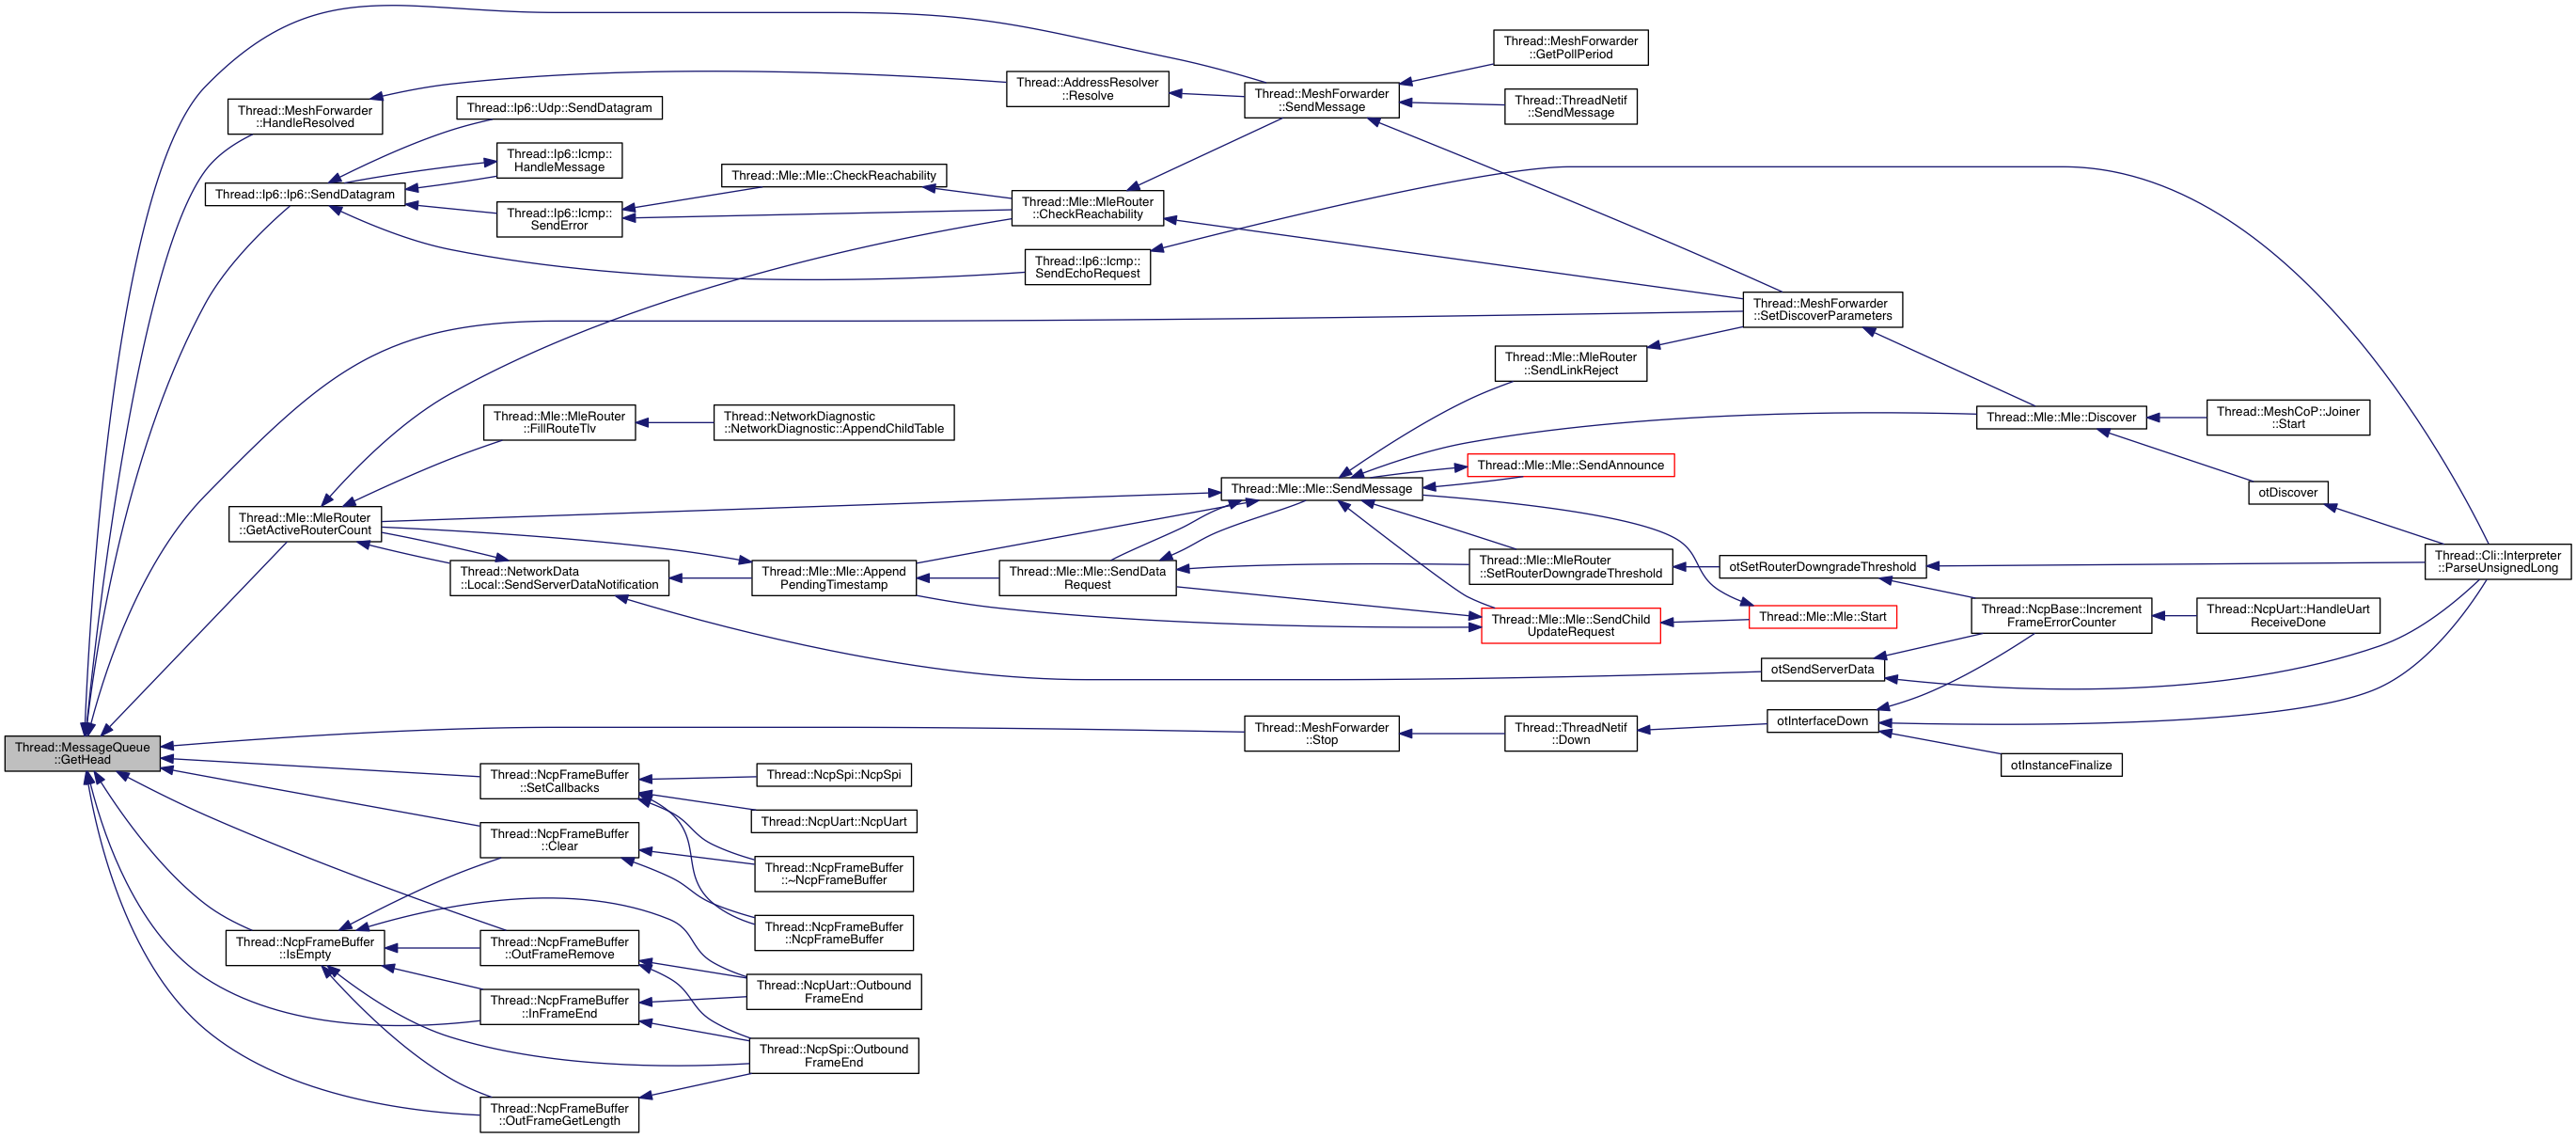 Thread::MeshForwarder
::GetPollPeriod
Thread::AddressResolver
::Resolve
Thread::MeshForwarder
::SendMessage
Thread::ThreadNetif
::SendMessage
Thread::MeshForwarder
::HandleResolved
Thread::Ip6::Udp::SendDatagram
Thread::Ip6::Icmp::
HandleMessage
Thread::Mle::Mle::CheckReachability
Thread::Ip6::Ip6::SendDatagram
Thread::Ip6::Icmp::
SendError
Thread::Mle::MleRouter
::CheckReachability
Thread::Ip6::Icmp::
SendEchoRequest
Thread::MeshForwarder
::SetDiscoverParameters
Thread::Mle::MleRouter
::SendLinkReject
Thread::Mle::MleRouter
::FillRouteTlv
Thread::NetworkDiagnostic
::NetworkDiagnostic::AppendChildTable
Thread::Mle::Mle::Discover
Thread::MeshCoP::Joiner
::Start
Thread::Mle::Mle::SendAnnounce
Thread::Mle::Mle::SendMessage
otDiscover
Thread::Mle::MleRouter
::GetActiveRouterCount
Thread::NetworkData
::Local::SendServerDataNotification
Thread::Mle::Mle::Append
PendingTimestamp
Thread::Mle::Mle::SendData
Request
Thread::Mle::MleRouter
::SetRouterDowngradeThreshold
otSetRouterDowngradeThreshold
Thread::Cli::Interpreter
::ParseUnsignedLong
Thread::Mle::Mle::SendChild
UpdateRequest
Thread::Mle::Mle::Start
Thread::NcpBase::Increment
FrameErrorCounter
Thread::NcpUart::HandleUart
ReceiveDone
otSendServerData
Thread::MessageQueue
::GetHead
Thread::MeshForwarder
::Stop
Thread::ThreadNetif
::Down
otInterfaceDown
otInstanceFinalize
Thread::NcpFrameBuffer
::SetCallbacks
Thread::NcpSpi::NcpSpi
Thread::NcpUart::NcpUart
Thread::NcpFrameBuffer
::Clear
Thread::NcpFrameBuffer
::~NcpFrameBuffer
Thread::NcpFrameBuffer
::NcpFrameBuffer
Thread::NcpFrameBuffer
::IsEmpty
Thread::NcpFrameBuffer
::OutFrameRemove
Thread::NcpUart::Outbound
FrameEnd
Thread::NcpFrameBuffer
::InFrameEnd
Thread::NcpSpi::Outbound
FrameEnd
Thread::NcpFrameBuffer
::OutFrameGetLength